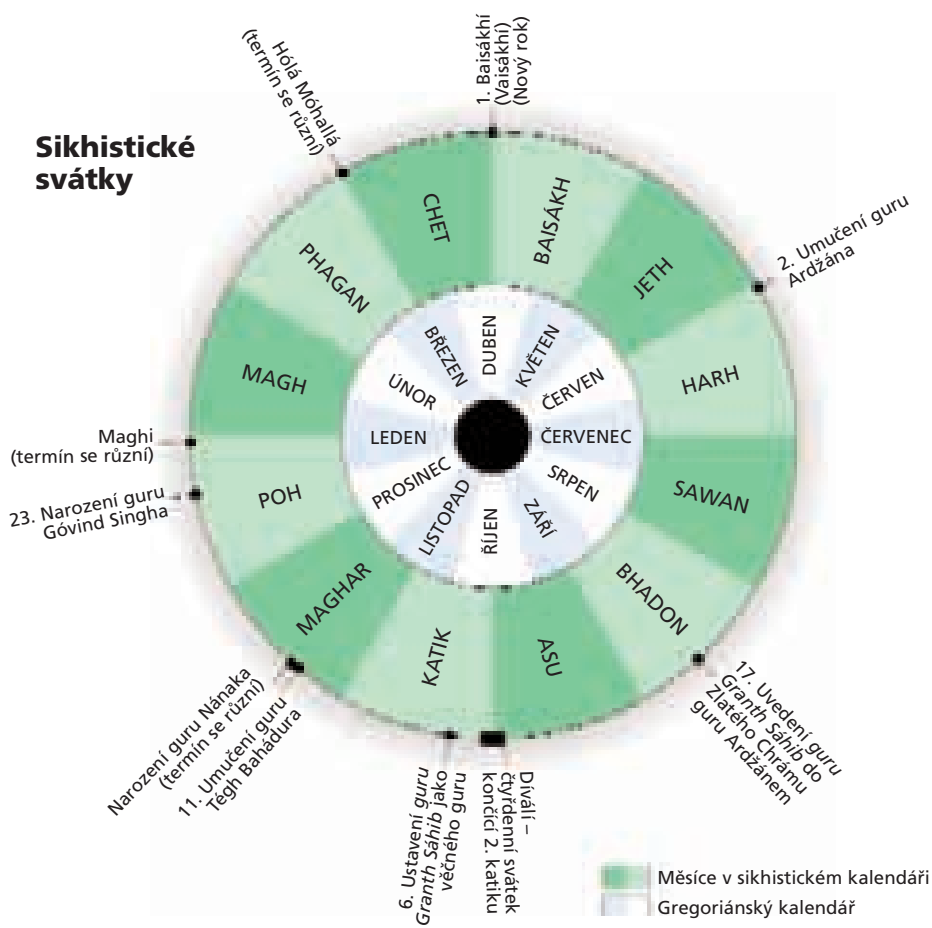 Sikhistické
svátky
1. Baisákhí
(Vaisákhí)
(Nový rok)
2. Umučení guru
Ardžána
17. Uvedení guru
Granth Sáhib do
Zlatého Chrámu
guru Ardžánem
Díválí –
čtyřdenní svátek
končící 2. katiku
6. Ustavení guru
Granth Sáhib jako
věčného guru
11. Umučení guru
Tégh Bahádura
Narození guru Nánaka
(termín se různí)
23. Narození guru
Góvind Singha
Maghi
(termín se různí)
Hólá Móhallá
(termín se různí)
CHET
BAISÁKH
JETH
HARH
SAWAN
BHADON
ASU
KATIK
MAGHAR
POH
MAGH
PHAGAN
DUBEN
KVĚTEN
ČERVEN
ČERVENEC
SRPEN
ZÁŘÍ
ŘÍJEN
LISTOPAD
PROSINEC
LEDEN
ÚNOR
BŘEZEN
Měsíce v sikhistickém kalendáři
Gregoriánský kalendář